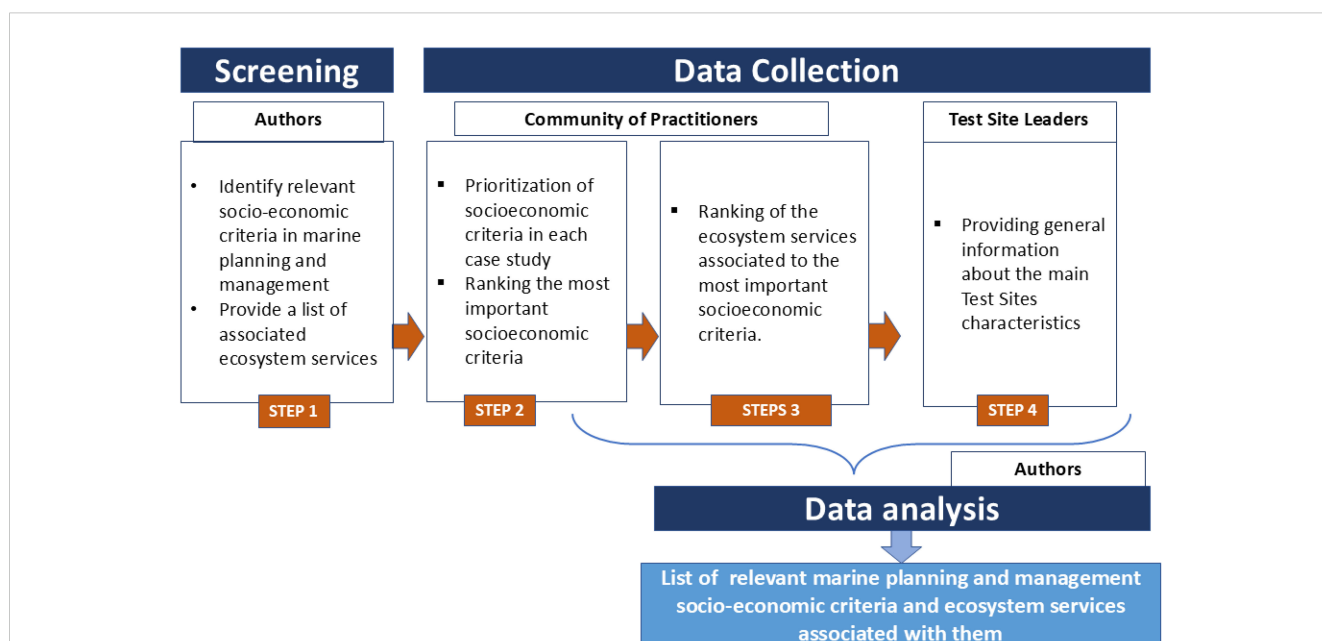 Screening
Data Collection
Authors
Community of Practitioners
Test Site Leaders
• Identify relevant
socio-economic
criteria in marine
planning and
management
• Provide a list of
associated
ecosystem services
▪ Prioritization of
socioeconomic
criteria in each
case study
▪ Ranking the most
important
socioeconomic
criteria
▪ Ranking of the
ecosystem services
associated to the
most important
socioeconomic
criteria.
▪ Providing general
information
about the main
Test Sites
characteristics
STEP 1
STEP 2
STEPS 3
STEP 4
Authors
Data analysis
List of relevant marine planning and management
socio-economic criteria and ecosystem services
associated with them